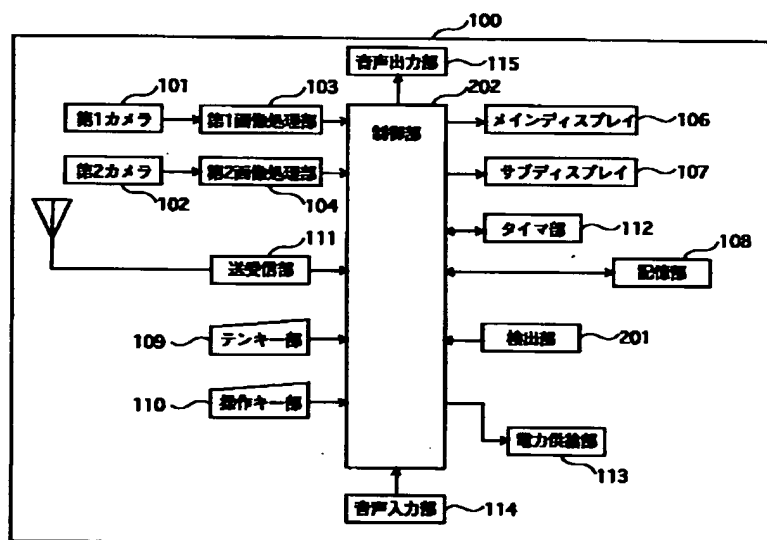 100
音声出力部
115
101
103
202
第1カメラ
第1画像処理部
制御部
メインディスプレイ
106
第2カメラ
第2画像処理部
サブディスプレイ
107
102
104
111
タイマ部
112
108
送受信部
記憶部
109
テンキー部
検出部
201
110
操作キー部
電力供給部
113
音声入力部
114